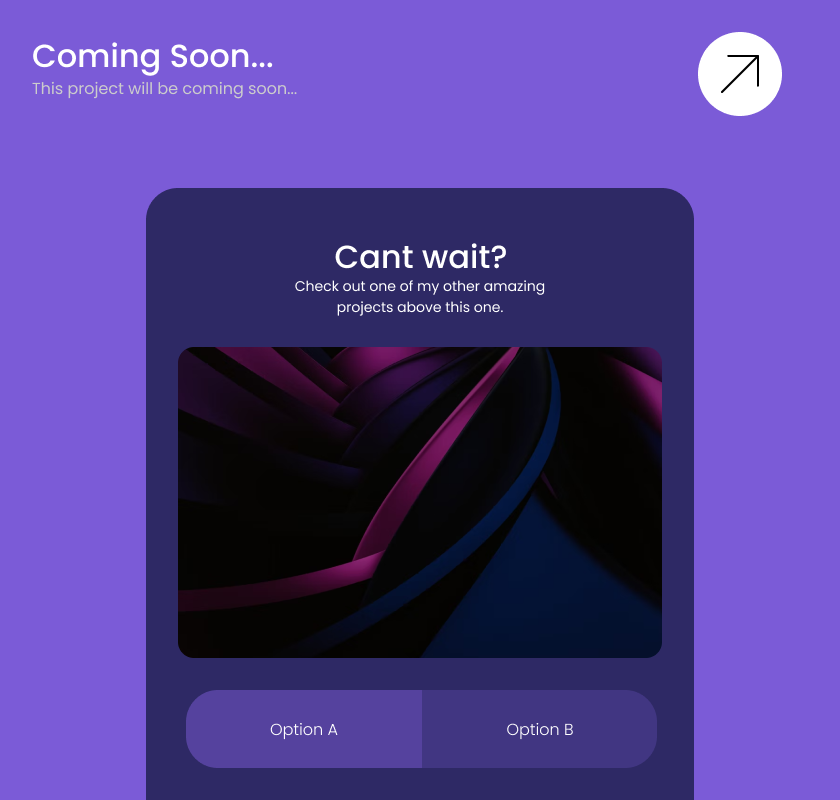 Coming Soon...
This project will be coming soon...
Cant wait?
Check out one of my other amazing
projects above this one.
Option A
Option B